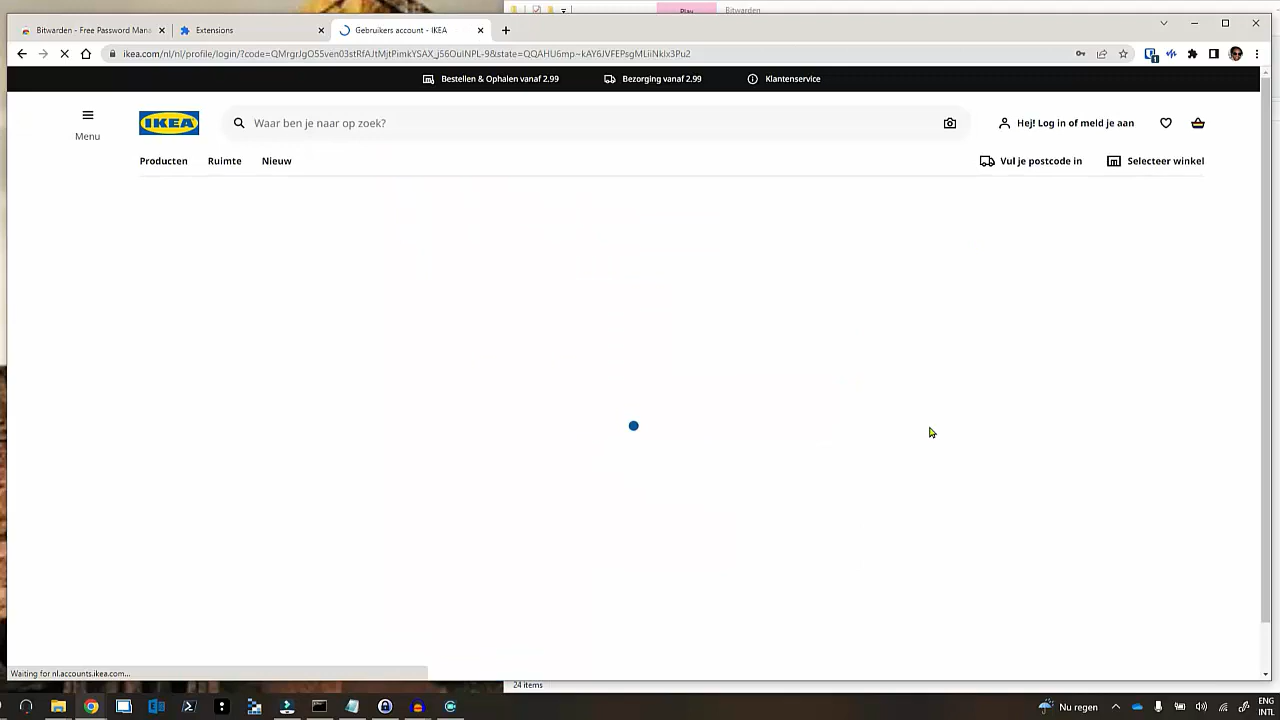 Play
Bitwarden
Bitwarden - Free Password Mana
Extensions
Gebruikers account - IKEA
ikea.com/nl/nl/profile/login/?code=QMrgrJgO55ven03stRfAJtMjtPimkYSAX_j56OulNPL-9&state=QQAHU6mp~kAY6JVFEPsgMLiiNkIx3Pu2
Bestellen & Ophalen vanaf 2.99
Bezorging vanaf 2.99
Klantenservice
Menu
IKEA
Waar ben je naar op zoek?
Hej! Log in of meld je aan
Producten
Ruimte
Nieuw
Vul je postcode in
Selecteer winkel
Waiting for nl.accounts.ikea.com...
24 items
Nu regen
ENG
INTL